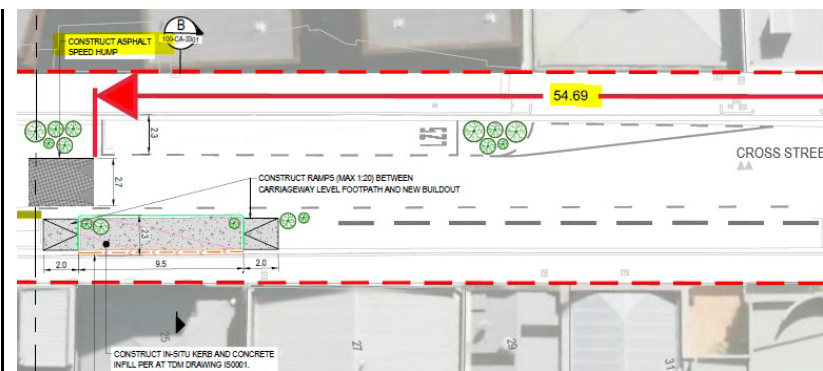 B
100-CA-3301
CONSTRUCT ASPHALT
SPEED HUMP
54.69
2.3
2.7
CROSS STREE
CONSTRUCT RAMPS (MAX 1:20) BETWEEN
CARRIAGEWAY LEVEL FOOTPATH AND NEW BUILDOUT
2.3
2.0
9.5
2.0
25
27
29
31
CONSTRUCT IN-SITU KERB AND CONCRETE
INFILL PER AT TDM DRAWING IS0001.